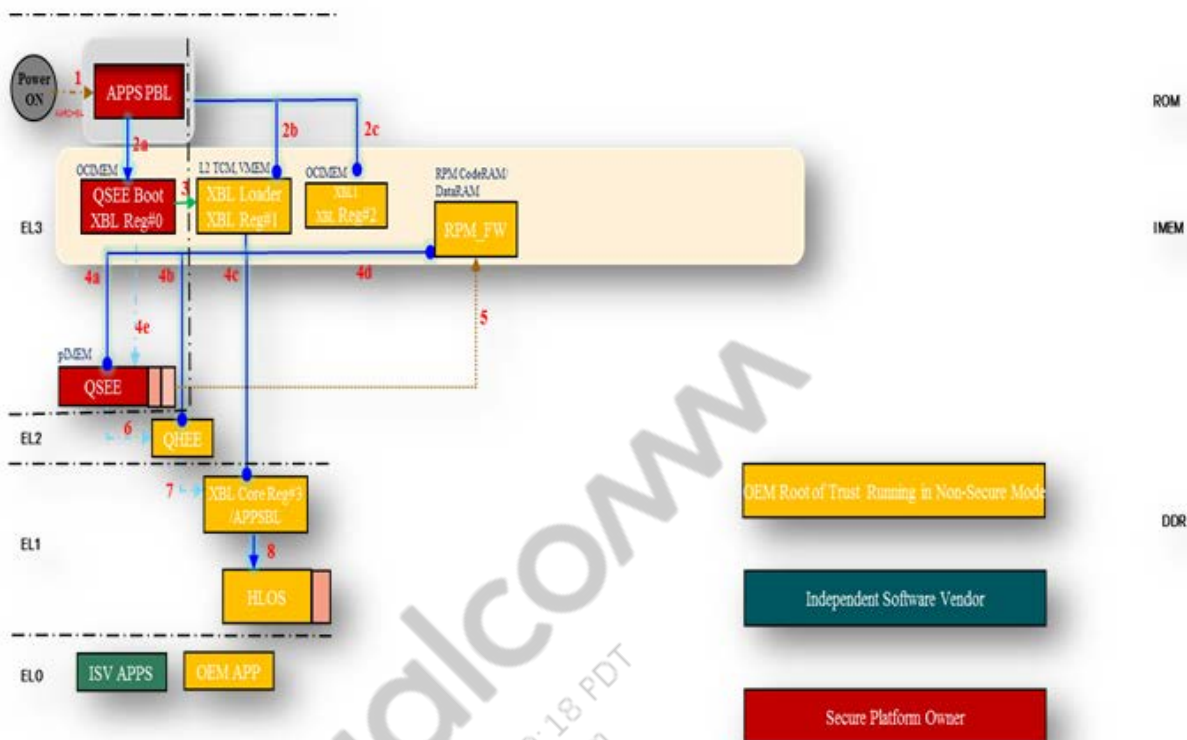 Power
ON
1
APPS PBL
ROM
2a
2b
2c
OCIMEM
L2 TCM, VMEM
OCIMEM
RPM CodeRAM/
DataRAM
QSEE Boot
XBL Reg#0
3
XBL Loader
XBL Reg#1
XBL Reg#2
RPM_FW
EL3
IMEM
4a
4b
4c
4d
4e
5
pIMEM
QSEE
EL2
6
QHEE
7
XBL Core Reg#3
/APPSBL
OEM Root of Trust Running in Non-Secure Mode
DDR
EL1
8
HLOS
Independent Software Vendor
EL0
ISV APPS
OEM APP
Secure Platform Owner
alcomm
:18 PDT